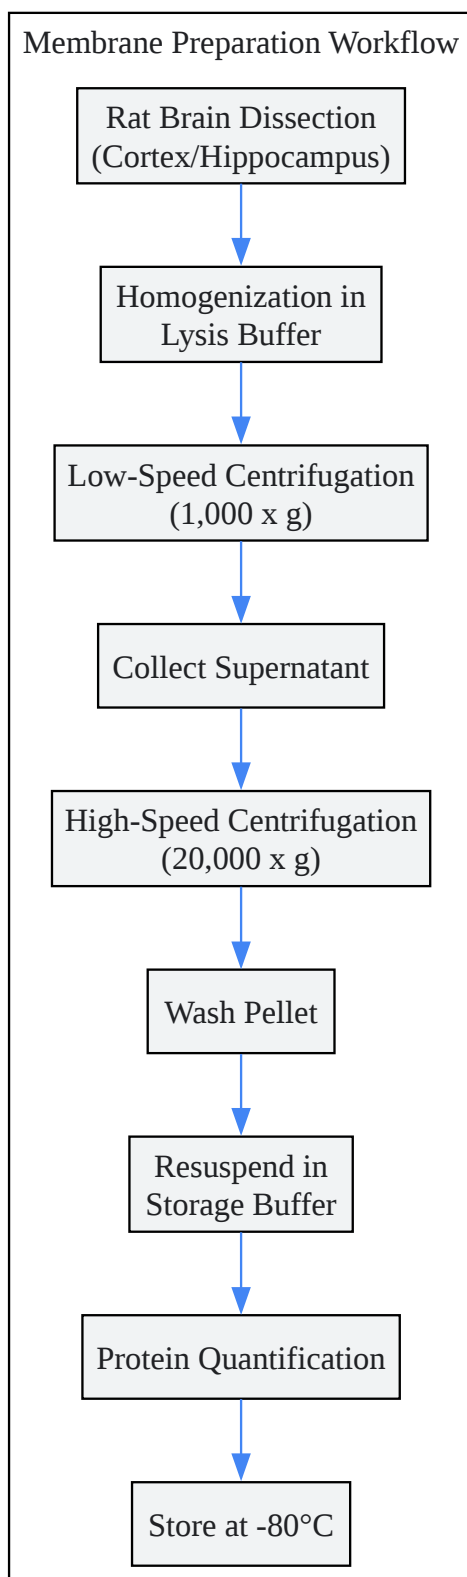 Membrane Preparation Workflow
Rat Brain Dissection
(Cortex/Hippocampus)
Homogenization in
Lysis Buffer
Low-Speed Centrifugation
(1,000 x g)
Collect Supernatant
High-Speed Centrifugation
(20,000 x g)
Wash Pellet
Resuspend in
Storage Buffer
Protein Quantification
Store at -80°C